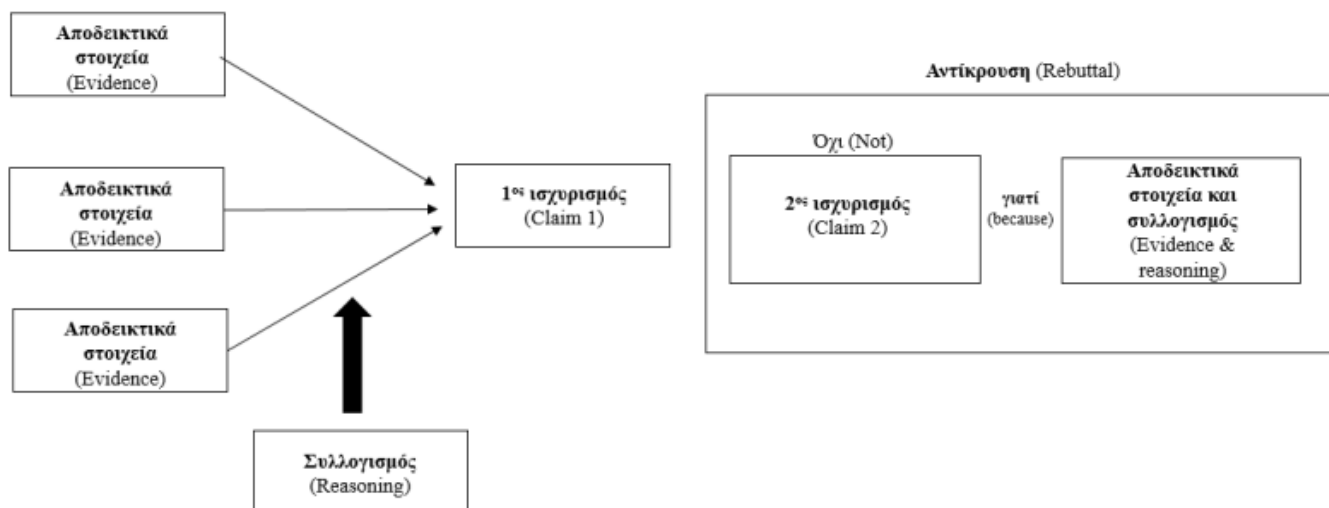 Αποδεικτικά
στοιχεία
(Evidence)
Αποδεικτικά
στοιχεία
(Evidence)
Αποδεικτικά
στοιχεία
(Evidence)
Συλλογισμός
(Reasoning)
1ος ισχυρισμός
(Claim 1)
Αντίκρουση (Rebuttal)
Όχι (Not)
2ος ισχυρισμός
(Claim 2)
γιατί
(because)
Αποδεικτικά
στοιχεία και
συλλογισμός
(Evidence &
reasoning)